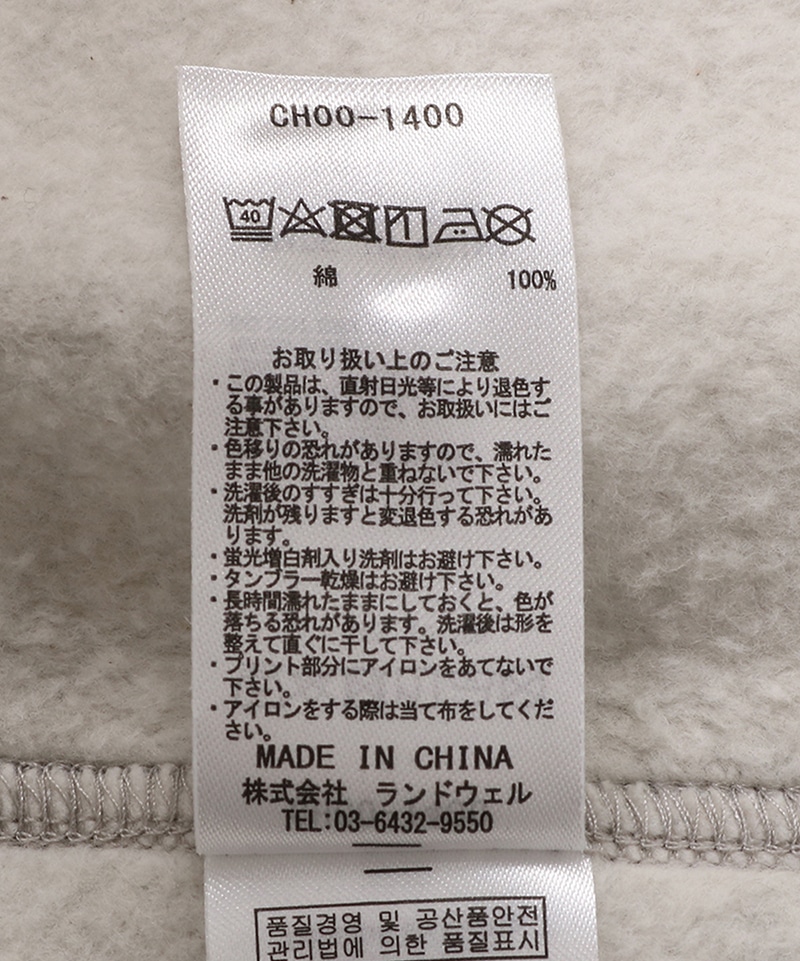 CH00-1400
40
綿 100%
お取り扱い上のご注意
・この製品は、直射日光等により退色す
る事がありますので、お取扱いにはご
注意下さい。
・色移りの恐れがありますので、濡れた
まま他の洗濯物と重ねないで下さい。
・洗濯後のすすぎは十分行って下さい。
洗剤が残りますと変退色する恐れがあ
ります。
・蛍光増白剤入り洗剤はお避け下さい。
・タンブラー乾燥はお避け下さい。
・長時間濡れたままにしておくと、色が
落ちる恐れがあります。洗濯後は形を
整えて直ぐに干して下さい。
・プリント部分にアイロンをあてないで
下さい。
・アイロンをする際は当て布をしてくだ
さい。
MADE IN CHINA
株式会社 ランドウェル
TEL:03-6432-9550
품질경영 및 공산품안전
관리법에 의한 품질표시